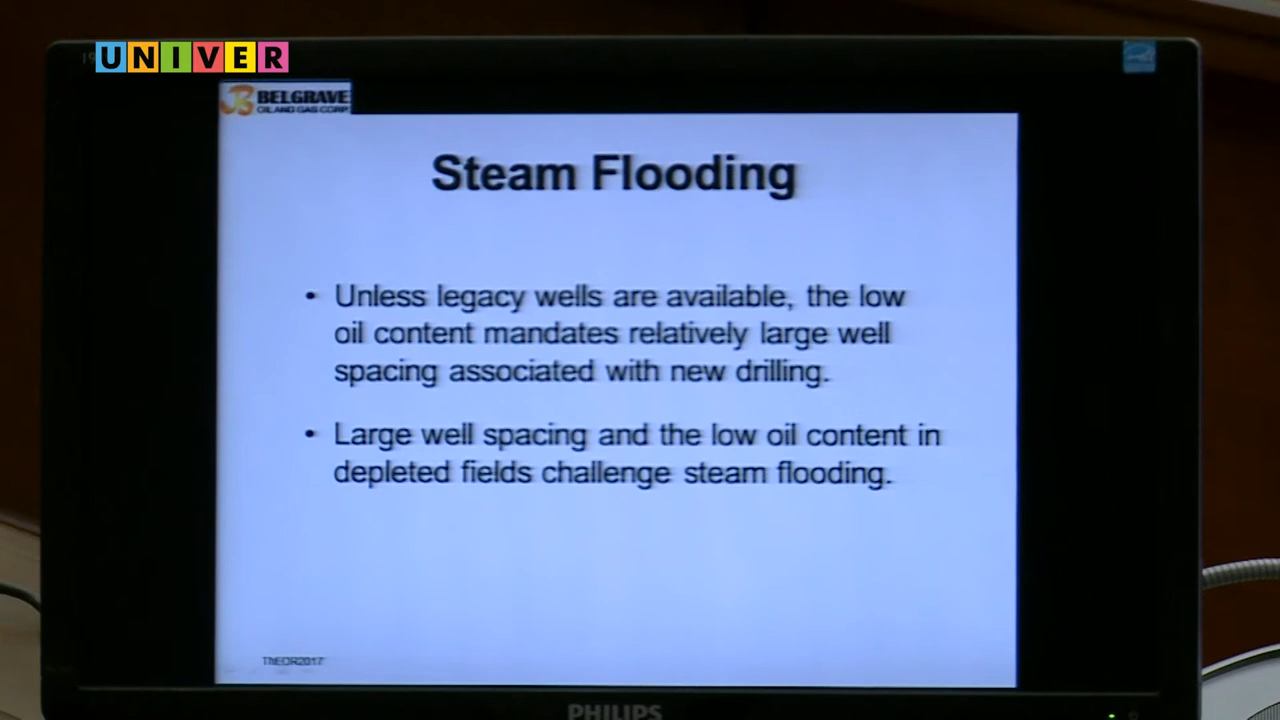 UNIVER
BELGRAVE
OIL AND GAS CORP.
Steam Flooding
• Unless legacy wells are available, the low
oil content mandates relatively large well
spacing associated with new drilling.
• Large well spacing and the low oil content in
depleted fields challenge steam flooding.
ThEOR2017
PHILIPS